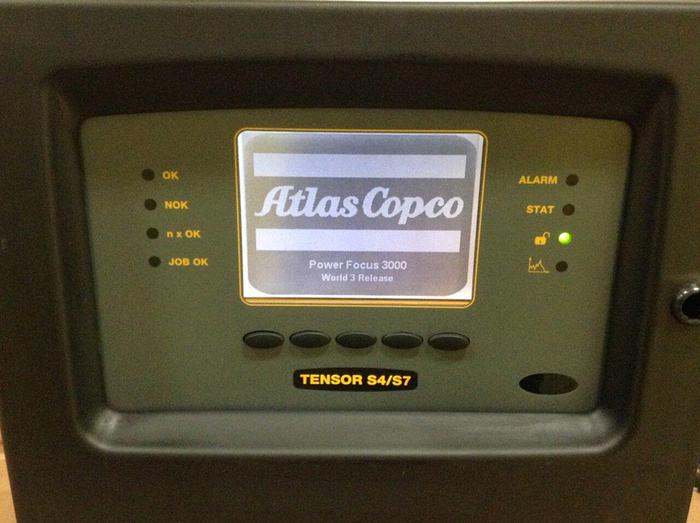 OK
NOK
n x OK
JOB OK
Atlas Copco
Power Focus 3000
World 3 Release
ALARM
STAT
TENSOR S4/S7